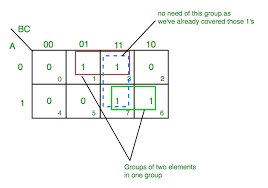 no need of this group as
we've already covered those 1's
BC
A 00 01 11 10
0 0 1 1 0
0 1 3 2
1 0 0 1 1
4 5 7 6
Groups of two elements
in one group